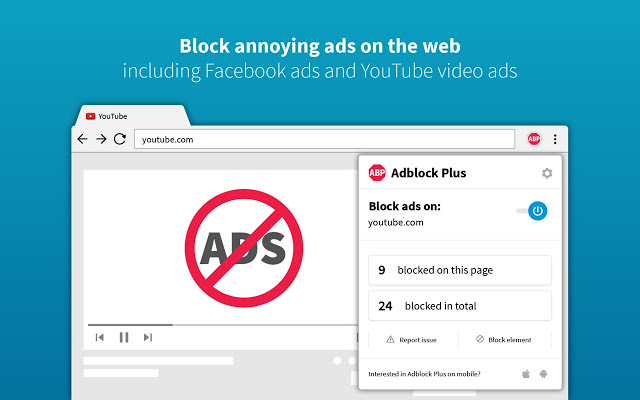 Block annoying ads on the web
including Facebook ads and YouTube video ads
YouTube
youtube.com
ABP
ABP Adblock Plus
Block ads on:
youtube.com
ADS
9 blocked on this page
24 blocked in total
Report issue Block element
Interested in Adblock Plus on mobile?